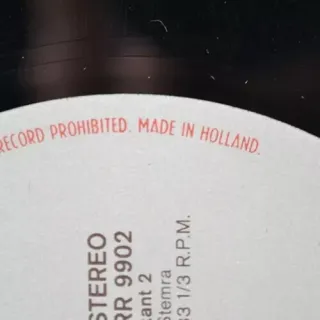 RECORD PROHIBITED. MADE IN HOLLAND.
STEREO
RR 9902
kant 2
Stemra
33 1/3 R.P.M.